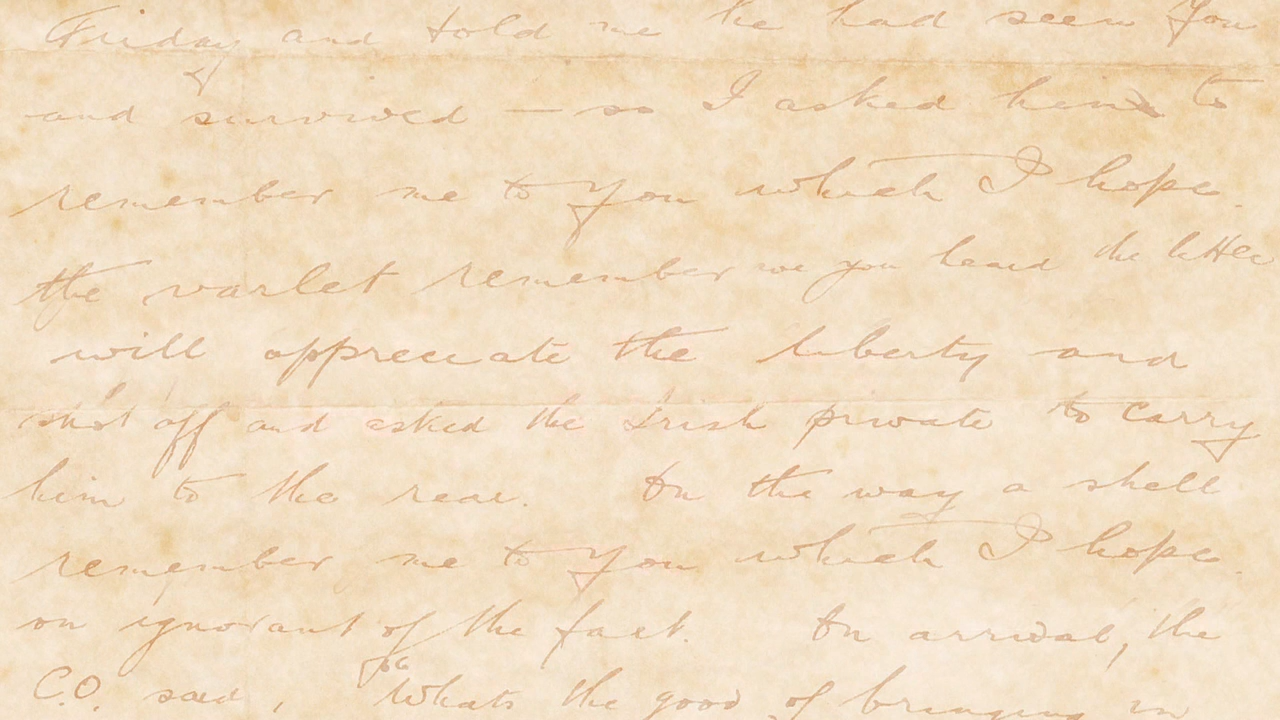 Friday and told me he had seen you
and survived — so I asked him to
remember me to you which I hope.
the varlet remember we you heard the letter
will appreciate the liberty and
shot off and asked the Irish private to carry
him to the rear. On the way a shell
remember me to you which I hope.
on ignorant of the fact. On arrival, the
C.O. said, "Whats the good of bringing in